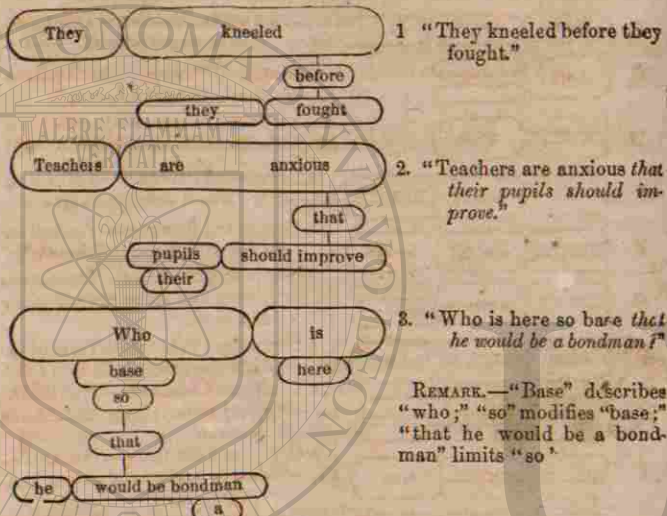 They kneeled
before
they fought
1 "They kneeled before they
fought."
ALERE FLAMMAM
VERITATIS
Teachers are anxious
that
pupils should improve
their
2. "Teachers are anxious that
their pupils should im-
prove."
Who is
base here
so
that
he would be bondman
a
3. "Who is here so base that
he would be a bondman?"
REMARK.—"Base" describes
"who;" "so" modifies "base;"
"that he would be a bond-
man" limits "so'